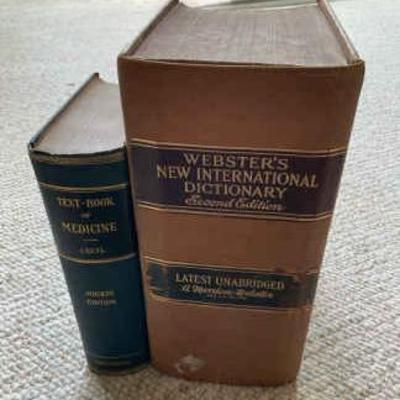 TEXT-BOOK
OF
MEDICINE
CECIL
FOURTH
EDITION
WEBSTER'S
NEW INTERNATIONAL
DICTIONARY
Second Edition
LATEST UNABRIDGED
A Merriam-Webster